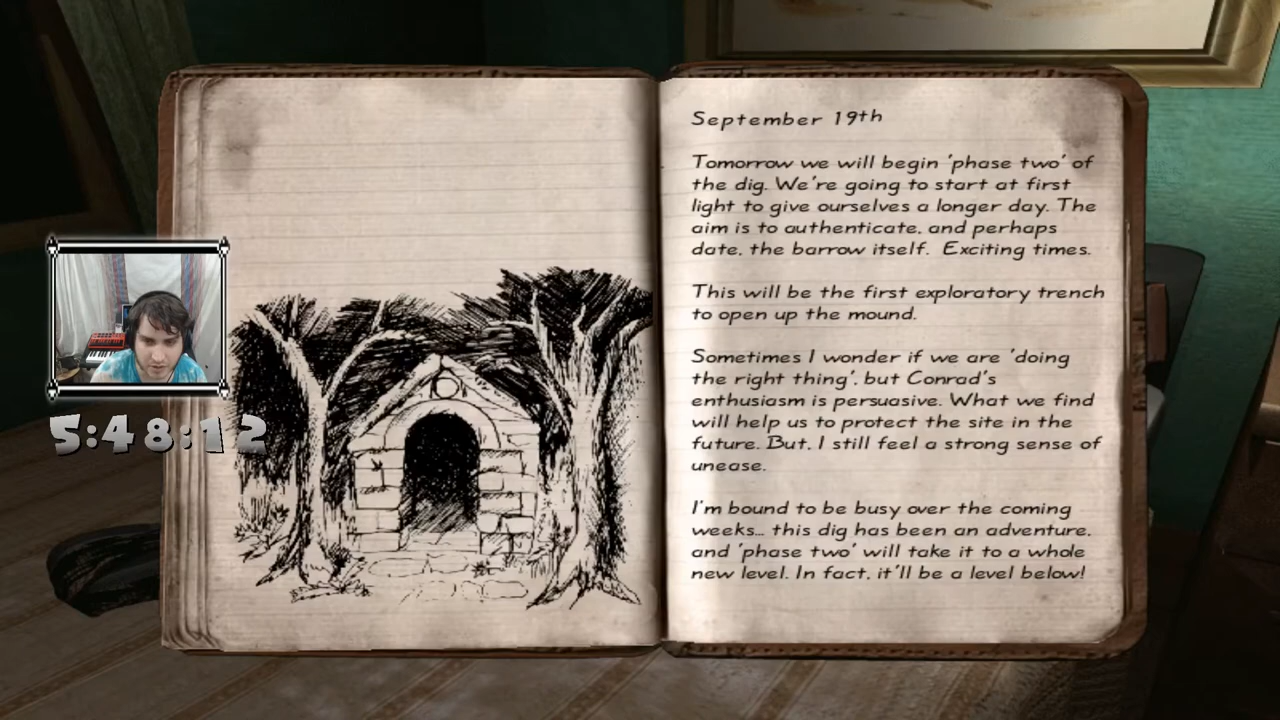 September 19th
Tomorrow we will begin 'phase two' of
the dig. We're going to start at first
light to give ourselves a longer day. The
aim is to authenticate, and perhaps
date, the barrow itself. Exciting times.
This will be the first exploratory trench
to open up the mound.
Sometimes I wonder if we are 'doing
the right thing', but Conrad's
enthusiasm is persuasive. What we find
will help us to protect the site in the
future. But, I still feel a strong sense of
unease.
I'm bound to be busy over the coming
weeks... this dig has been an adventure,
and 'phase two' will take it to a whole
new level. In fact, it'll be a level below!
5:48:12